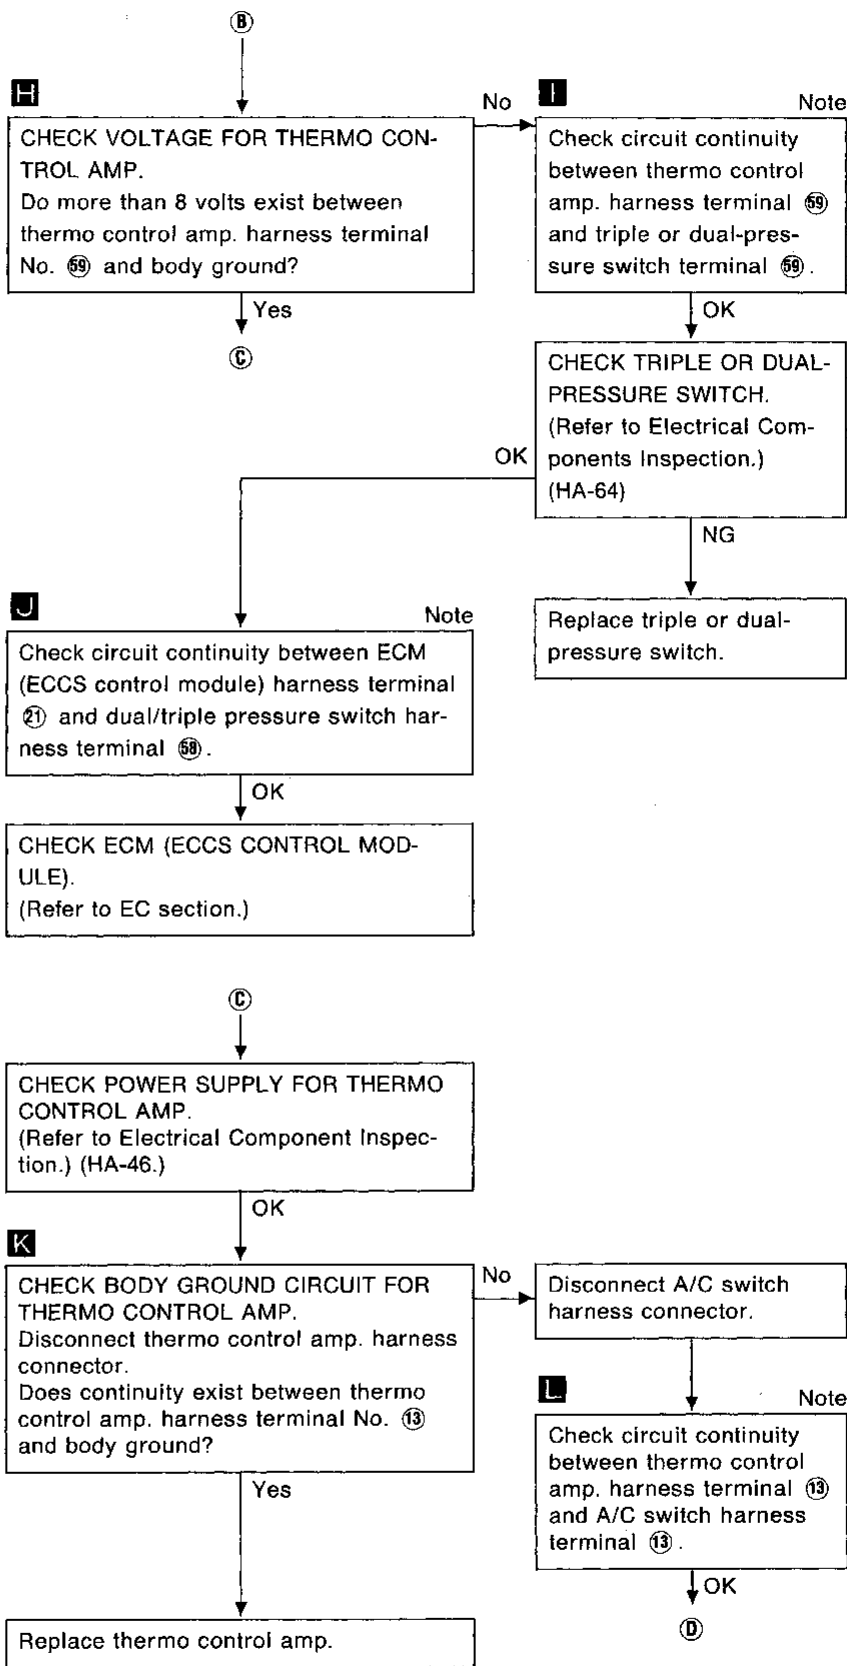 B
H
No
I
Note
CHECK VOLTAGE FOR THERMO CON-
TROL AMP.
Do more than 8 volts exist between
thermo control amp. harness terminal
No. 59 and body ground?
Check circuit continuity
between thermo control
amp. harness terminal 59
and triple or dual-pres-
sure switch terminal 59.
Yes
C
OK
CHECK TRIPLE OR DUAL-
PRESSURE SWITCH.
(Refer to Electrical Com-
ponents Inspection.)
(HA-64)
OK
NG
Replace triple or dual-
pressure switch.
J
Note
Check circuit continuity between ECM
(ECCS control module) harness terminal
21 and dual/triple pressure switch har-
ness terminal 58.
OK
CHECK ECM (ECCS CONTROL MOD-
ULE).
(Refer to EC section.)
C
CHECK POWER SUPPLY FOR THERMO
CONTROL AMP.
(Refer to Electrical Component Inspec-
tion.) (HA-46.)
OK
K
CHECK BODY GROUND CIRCUIT FOR
THERMO CONTROL AMP.
Disconnect thermo control amp. harness
connector.
Does continuity exist between thermo
control amp. harness terminal No. 13
and body ground?
No
Disconnect A/C switch
harness connector.
L
Note
Check circuit continuity
between thermo control
amp. harness terminal 13
and A/C switch harness
terminal 13.
OK
D
Yes
Replace thermo control amp.